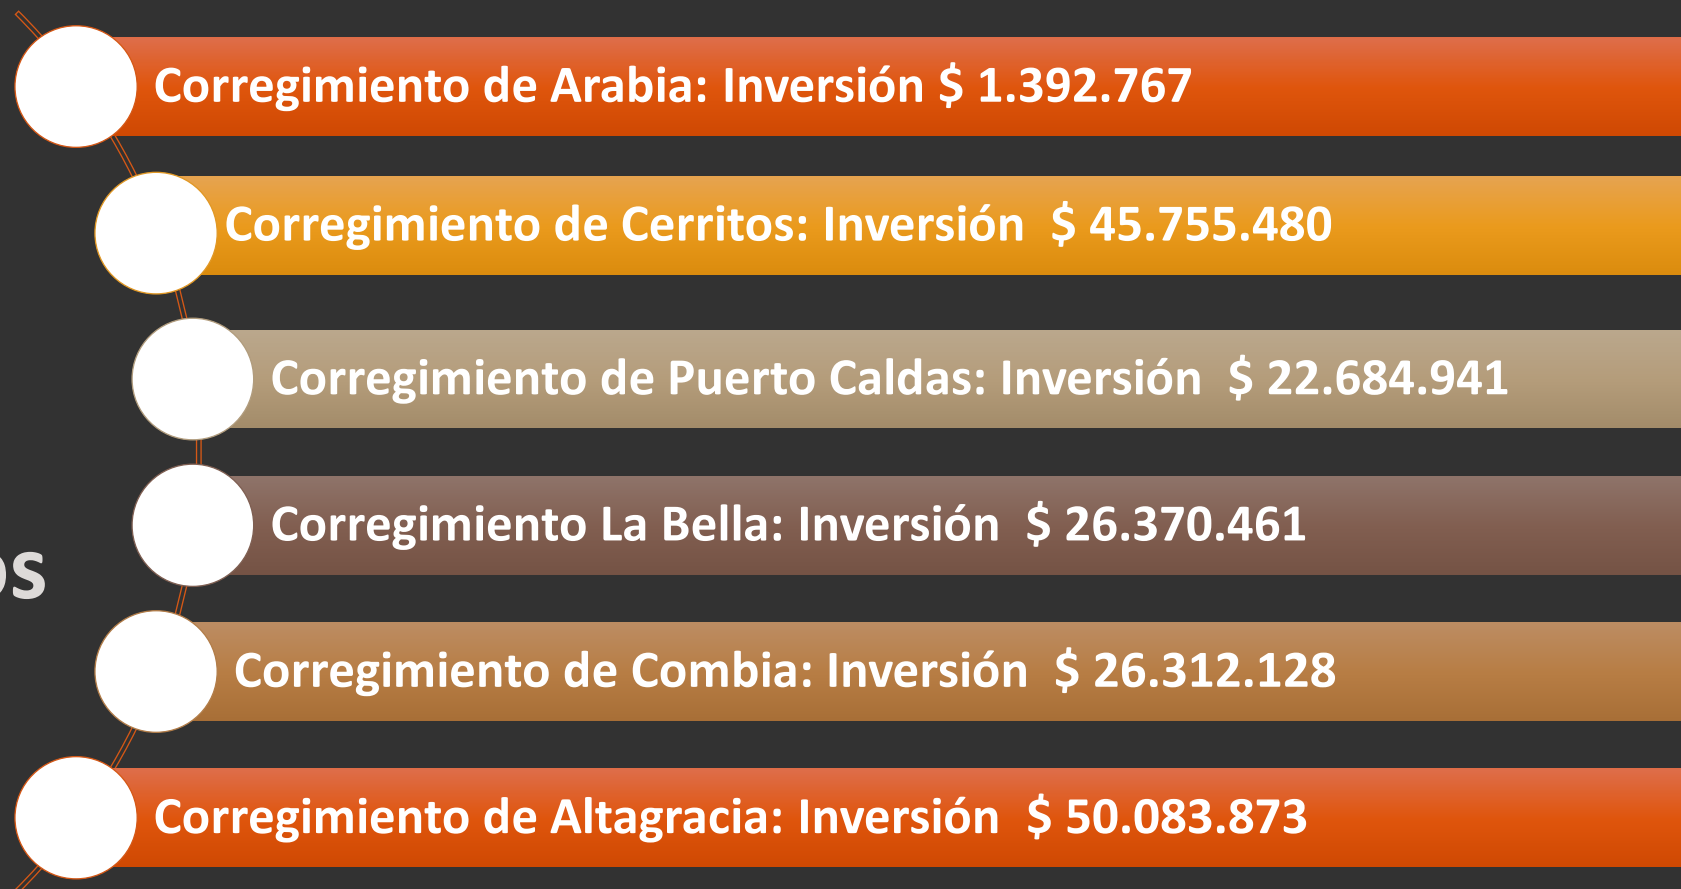 Corregimiento de Arabia: Inversión $ 1.392.767
Corregimiento de Cerritos: Inversión $ 45.755.480
Corregimiento de Puerto Caldas: Inversión $ 22.684.941
Corregimiento La Bella: Inversión $ 26.370.461
os
Corregimiento de Combia: Inversión $ 26.312.128
Corregimiento de Altagracia: Inversión $ 50.083.873